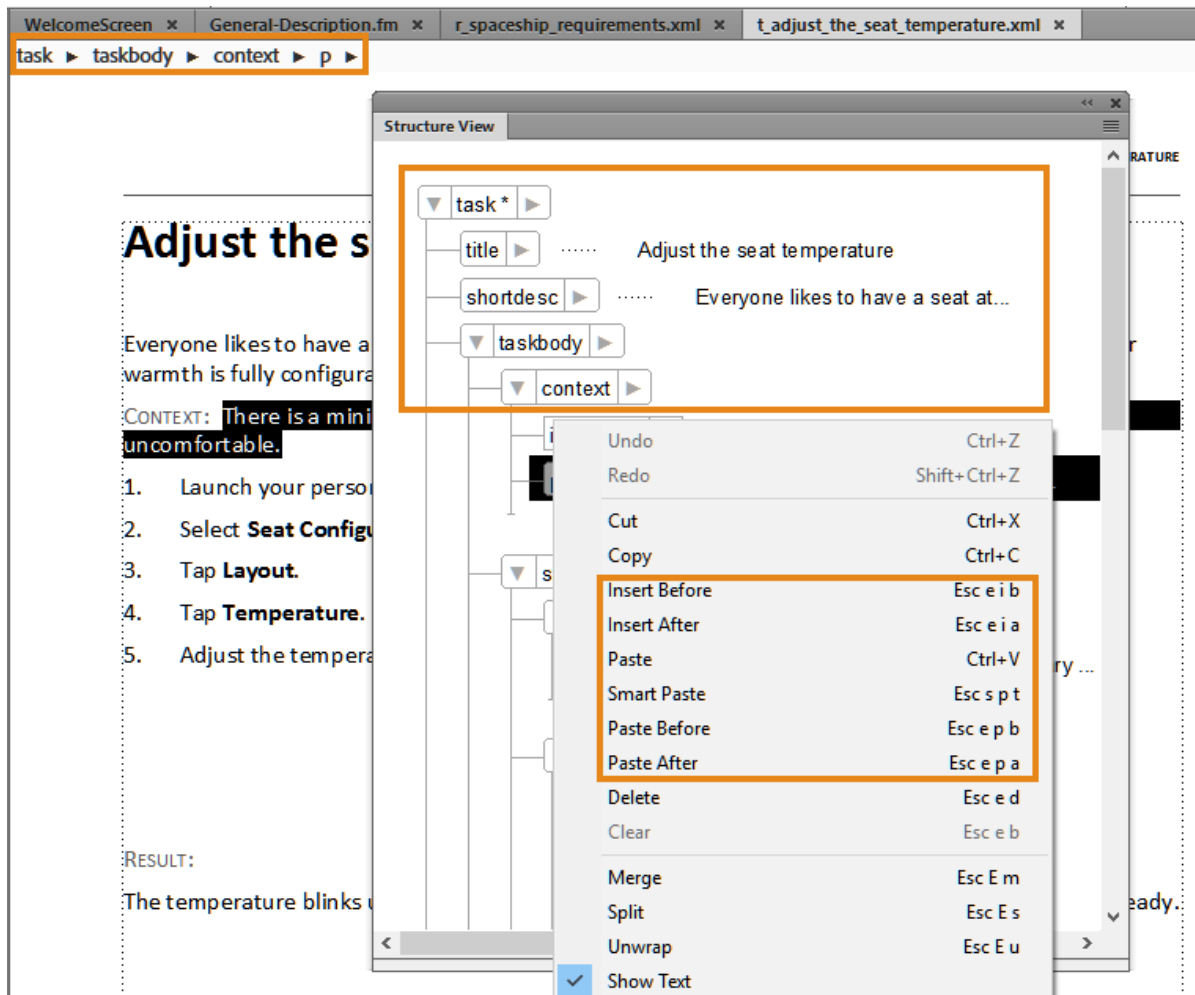 WelcomeScreen × General-Description.fm × r_spaceship_requirements.xml × t_adjust_the_seat_temperature.xml ×
task ► taskbody ► context ► p ►
Structure View
RATURE
task *
Adjust the s
title ...... Adjust the seat temperature
shortdesc ...... Everyone likes to have a seat at...
Everyone likes to have a
r
taskbody
warmth is fully configura
context
CONTEXT: There is a mini
uncomfortable.
Undo Ctrl+Z
Redo Shift+Ctrl+Z
1. Launch your person
Cut Ctrl+X
2. Select Seat Configu
Copy Ctrl+C
3. Tap Layout.
s
Insert Before Esc e i b
4. Tap Temperature.
Insert After Esc e i a
5. Adjust the tempera
Paste Ctrl+V
ry ...
Smart Paste Esc s p t
Paste Before Esc e p b
Paste After Esc e p a
Delete Esc e d
Clear Esc e b
RESULT:
Merge Esc E m
The temperature blinks
eady.
Split Esc E s
Unwrap Esc E u
Show Text